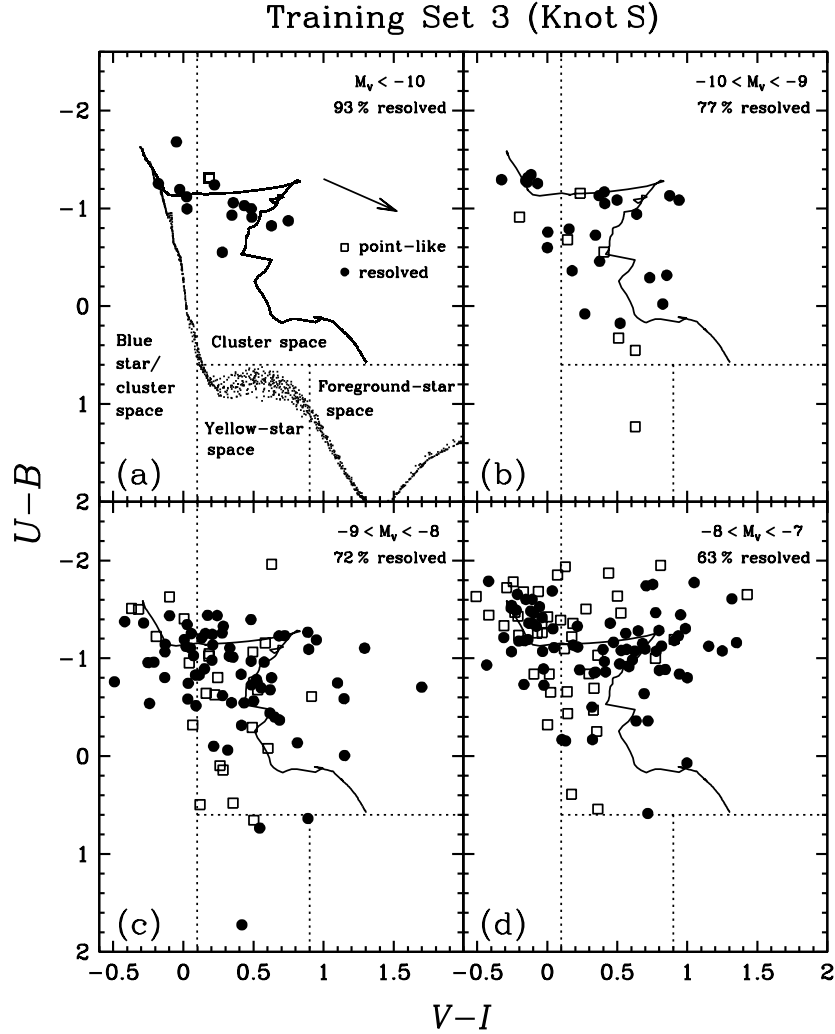 Training Set 3 (Knot S)
M_v < −10
93 % resolved
−10 < M_v < −9
77 % resolved
□ point−like
● resolved
Blue
star/
cluster
space
Cluster space
Foreground−star
space
Yellow−star
space
(a)
(b)
−2
−1
0
1
2
U−B
−9 < M_v < −8
72 % resolved
−8 < M_v < −7
63 % resolved
(c)
(d)
−2
−1
0
1
2
−0.5 0 0.5 1 1.5 −0.5 0 0.5 1 1.5 2
V−I